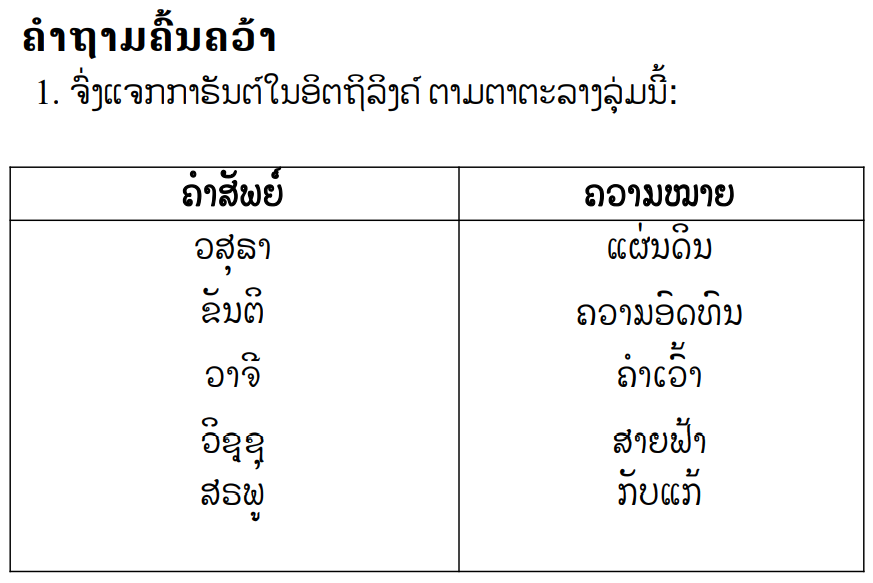 ຄຳຖາມຄົ້ນຄວ້າ
1. ຈົ່ງແຈກກາຣັນຕ໌ໃນອິຕຖິລິງຄ໌ ຕາມຕາຕະລາງລຸ່ມນີ້:
ຄຳສັພຍ໌ ຄວາມໝາຍ
ວສຸຣາ ແຜ່ນດິນ
ຂັນຕິ ຄວາມອົດທົນ
ວາຈີ ຄຳເວົ້າ
ວິຊ຺ຊຸ ສາຍຟ້າ
ສຣພູ ກັບແກ້